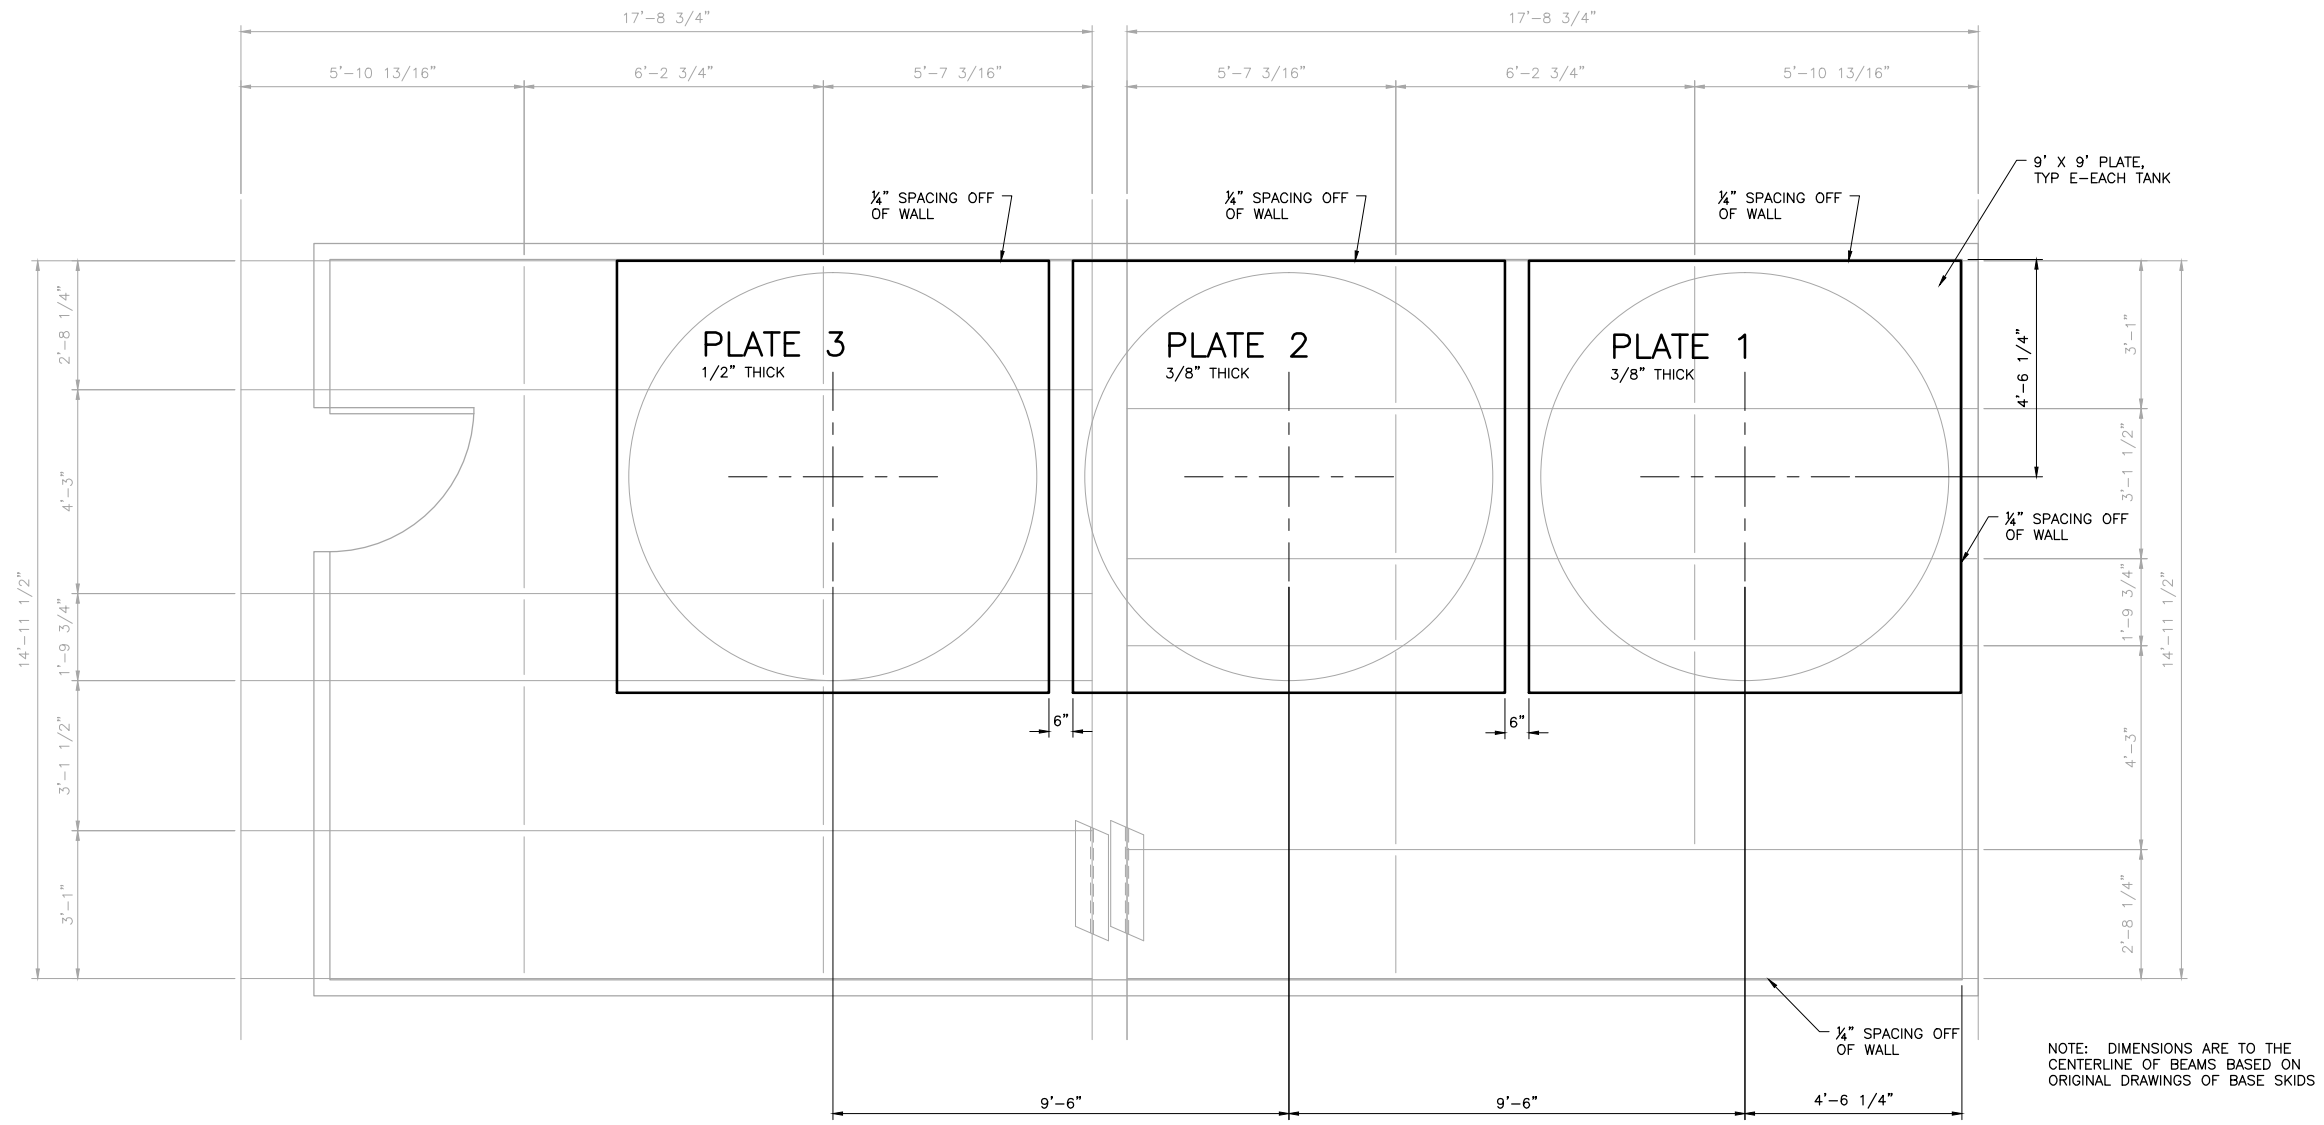 17'-8 3/4"
17'-8 3/4"
5'-10 13/16"
6'-2 3/4"
5'-7 3/16"
5'-7 3/16"
6'-2 3/4"
5'-10 13/16"
9' X 9' PLATE,
TYP E-EACH TANK
¼" SPACING OFF
OF WALL
¼" SPACING OFF
OF WALL
¼" SPACING OFF
OF WALL
2'-8 1/4"
4'-3"
1'-9 3/4"
3'-1 1/2"
3'-1"
14'-11 1/2"
PLATE 3
1/2" THICK
PLATE 2
3/8" THICK
PLATE 1
3/8" THICK
4'-6 1/4"
3'-1"
3'-1 1/2"
1'-9 3/4"
4'-3"
2'-8 1/4"
14'-11 1/2"
¼" SPACING OFF
OF WALL
6"
6"
¼" SPACING OFF
OF WALL
NOTE: DIMENSIONS ARE TO THE
CENTERLINE OF BEAMS BASED ON
ORIGINAL DRAWINGS OF BASE SKIDS
9'-6"
9'-6"
4'-6 1/4"